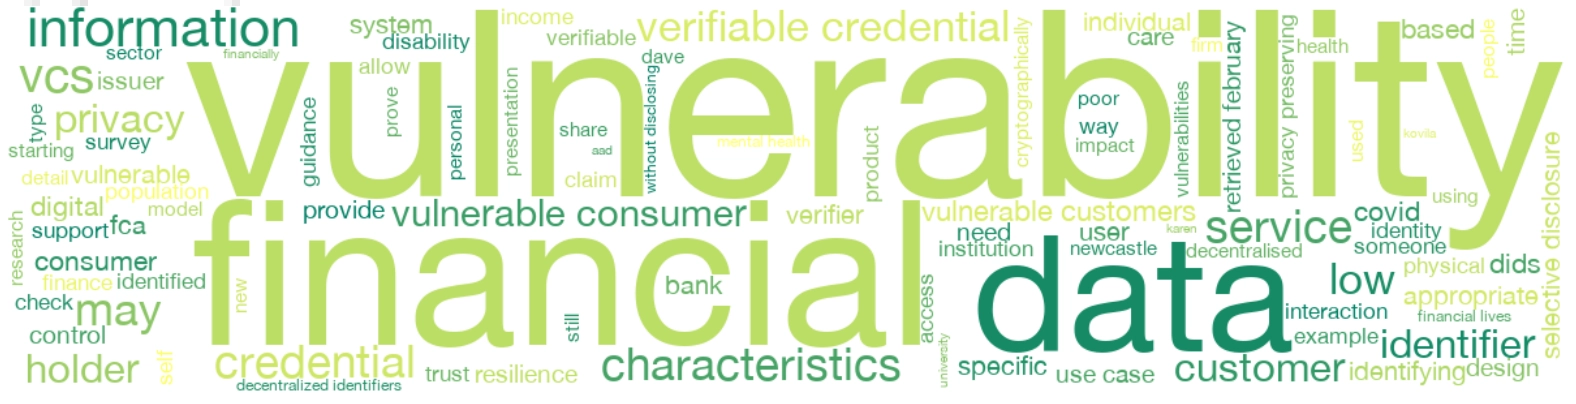 information
system
income
verifiable credential
individual
based
time
people
sector
financially
disability
verifiable
dave
cryptographically
care
firm
retrieved february
privacy preserving
health
vcs
issuer
allow
vulnerability
privacy
type
survey
starting
guidance
prove
personal
presentation
share
aad
without disclosing
mental health
product
poor
way
impact
vulnerabilities
used
kovila
detail
vulnerable
population
claim
selective disclosure
digital
model
provide
vulnerable consumer
verifier
vulnerable customers
using
research
support
fca
financial
need
user
karen
service
covid
identity
consumer
institution
newcastle
decentralised
someone
finance
identified
new
bank
access
data
low
physical
dids
check
may
still
interaction
appropriate
financial lives
control
example
identifier
holder
self
credential
characteristics
university
specific
customer
identifying
design
decentralized identifiers
trust
resilience
use case